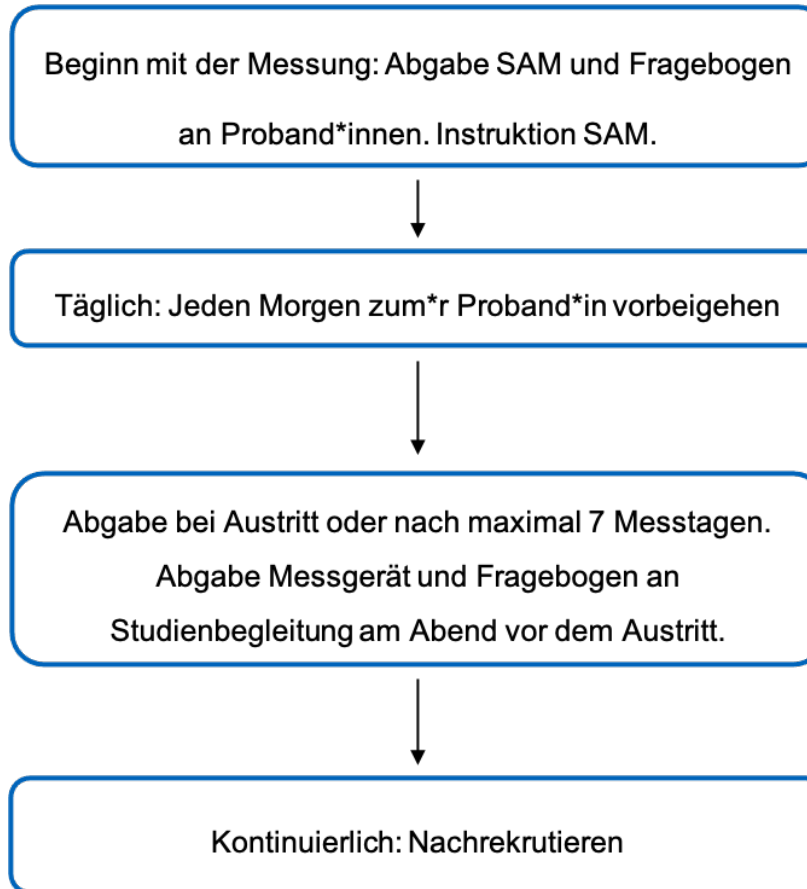 Beginn mit der Messung: Abgabe SAM und Fragebogen
an Proband*innen. Instruktion SAM.
Täglich: Jeden Morgen zum*r Proband*in vorbeigehen
Abgabe bei Austritt oder nach maximal 7 Messtagen.
Abgabe Messgerät und Fragebogen an
Studienbegleitung am Abend vor dem Austritt.
Kontinuierlich: Nachrekrutieren